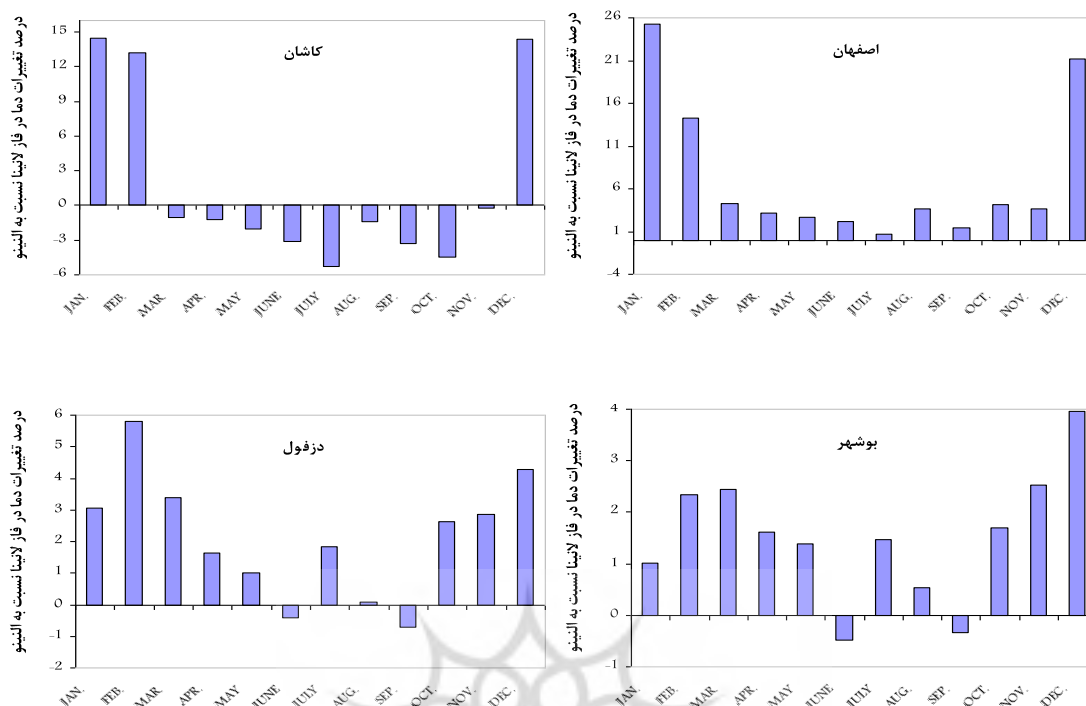 کاشان
درصد تغییرات دما در فاز لانینا نسبت به النینو
15
12
9
6
3
0
-3
-6
JAN. FEB. MAR. APR. MAY JUNE JULY AUG. SEP. OCT. NOV. DEC.
اصفهان
درصد تغییرات دما در فاز لانینا نسبت به النینو
26
21
16
11
6
1
-4
JAN. FEB. MAR. APR. MAY JUNE JULY AUG. SEP. OCT. NOV. DEC.
دزفول
درصد تغییرات دما در فاز لانینا نسبت به النینو
6
5
4
3
2
1
0
-1
-2
JAN. FEB. MAR. APR. MAY JUNE JULY AUG. SEP. OCT. NOV. DEC.
بوشهر
درصد تغییرات دما در فاز لانینا نسبت به النینو
4
3
2
1
0
-1
JAN. FEB. MAR. APR. MAY JUNE JULY AUG. SEP. OCT. NOV. DEC.